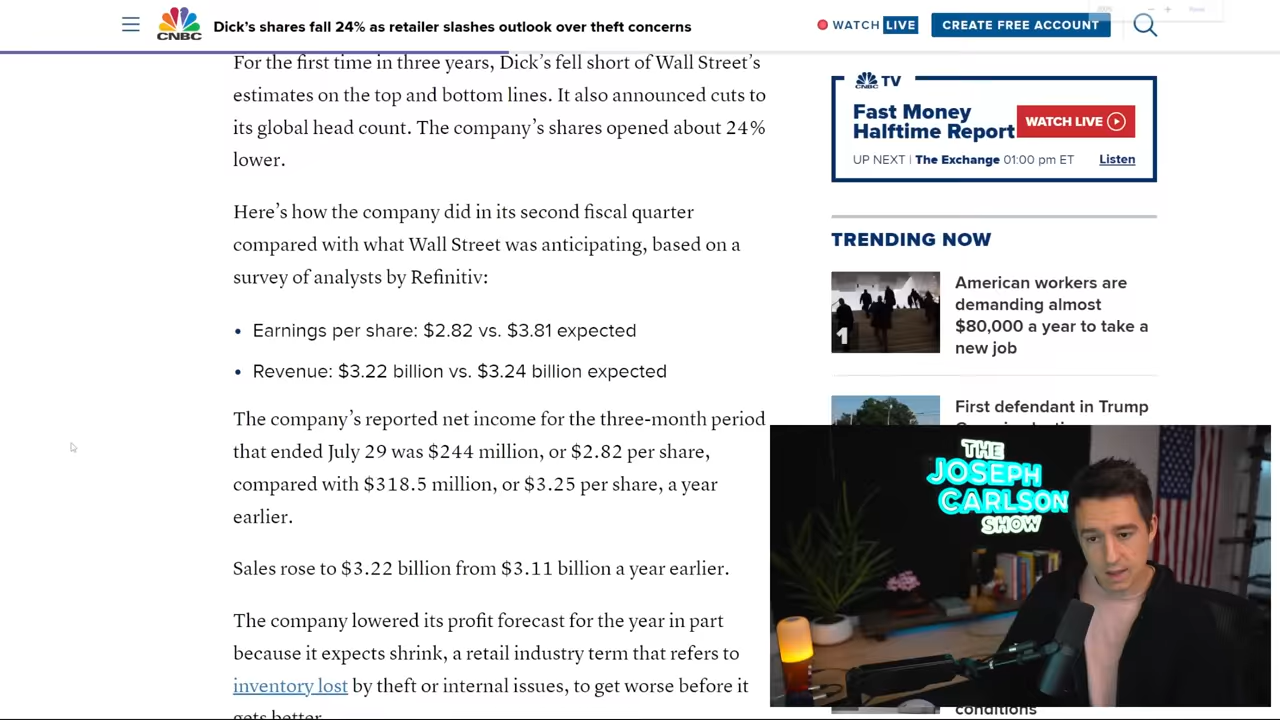 CNBC
Dick’s shares fall 24% as retailer slashes outlook over theft concerns
WATCH LIVE
CREATE FREE ACCOUNT
For the first time in three years, Dick’s fell short of Wall Street’s
estimates on the top and bottom lines. It also announced cuts to
its global head count. The company’s shares opened about 24%
lower.
Here’s how the company did in its second fiscal quarter
compared with what Wall Street was anticipating, based on a
survey of analysts by Refinitiv:
• Earnings per share: $2.82 vs. $3.81 expected
• Revenue: $3.22 billion vs. $3.24 billion expected
The company’s reported net income for the three-month period
that ended July 29 was $244 million, or $2.82 per share,
compared with $318.5 million, or $3.25 per share, a year
earlier.
Sales rose to $3.22 billion from $3.11 billion a year earlier.
The company lowered its profit forecast for the year in part
because it expects shrink, a retail industry term that refers to
inventory lost by theft or internal issues, to get worse before it
gets better.
CNBC TV
Fast Money
Halftime Report
WATCH LIVE
UP NEXT | The Exchange 01:00 pm ET
Listen
TRENDING NOW
1
American workers are
demanding almost
$80,000 a year to take a
new job
First defendant in Trump
THE
JOSEPH
CARLSON
SHOW
conditions